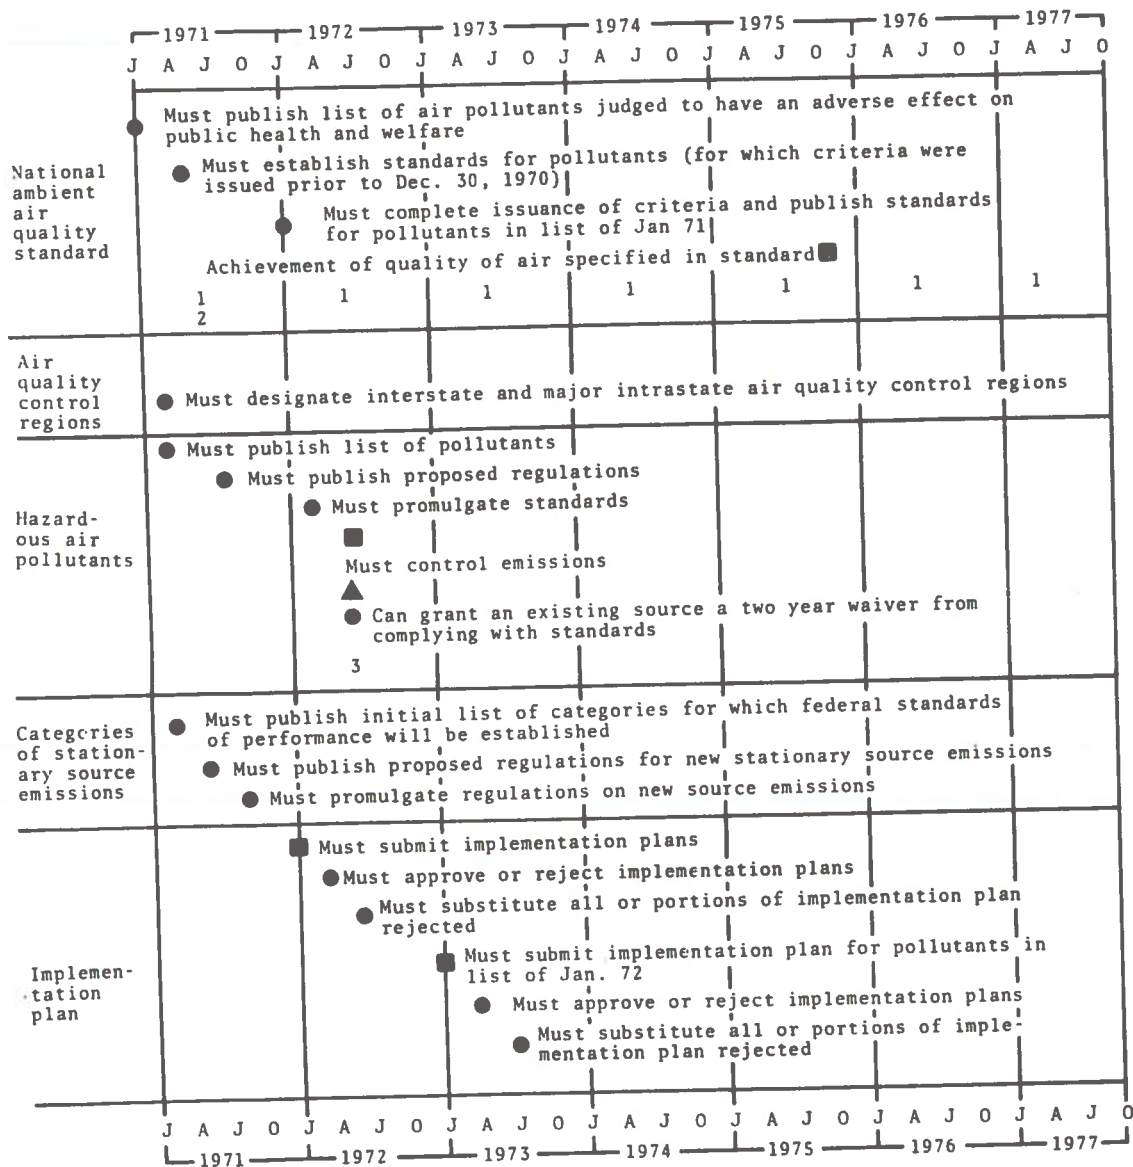 1971 1972 1973 1974 1975 1976 1977
J A J O J A J O J A J O J A J O J A J O J A J O J A J O
National
ambient
air
quality
standard
Must publish list of air pollutants judged to have an adverse effect on
public health and welfare
Must establish standards for pollutants (for which criteria were
issued prior to Dec. 30, 1970)
Must complete issuance of criteria and publish standards
for pollutants in list of Jan 71
Achievement of quality of air specified in standard
1 1 1 1 1 1 1
2
Air
quality
control
regions
Must designate interstate and major intrastate air quality control regions
Hazard-
ous air
pollutants
Must publish list of pollutants
Must publish proposed regulations
Must promulgate standards
Must control emissions
Can grant an existing source a two year waiver from
complying with standards
3
Categories
of station-
ary source
emissions
Must publish initial list of categories for which federal standards
of performance will be established
Must publish proposed regulations for new stationary source emissions
Must promulgate regulations on new source emissions
Implemen-
tation
plan
Must submit implementation plans
Must approve or reject implementation plans
Must substitute all or portions of implementation plan
rejected
Must submit implementation plan for pollutants in
list of Jan. 72
Must approve or reject implementation plans
Must substitute all or portions of imple-
mentation plan rejected
J A J O J A J O J A J O J A J O J A J O J A J O J A J O
1971 1972 1973 1974 1975 1976 1977